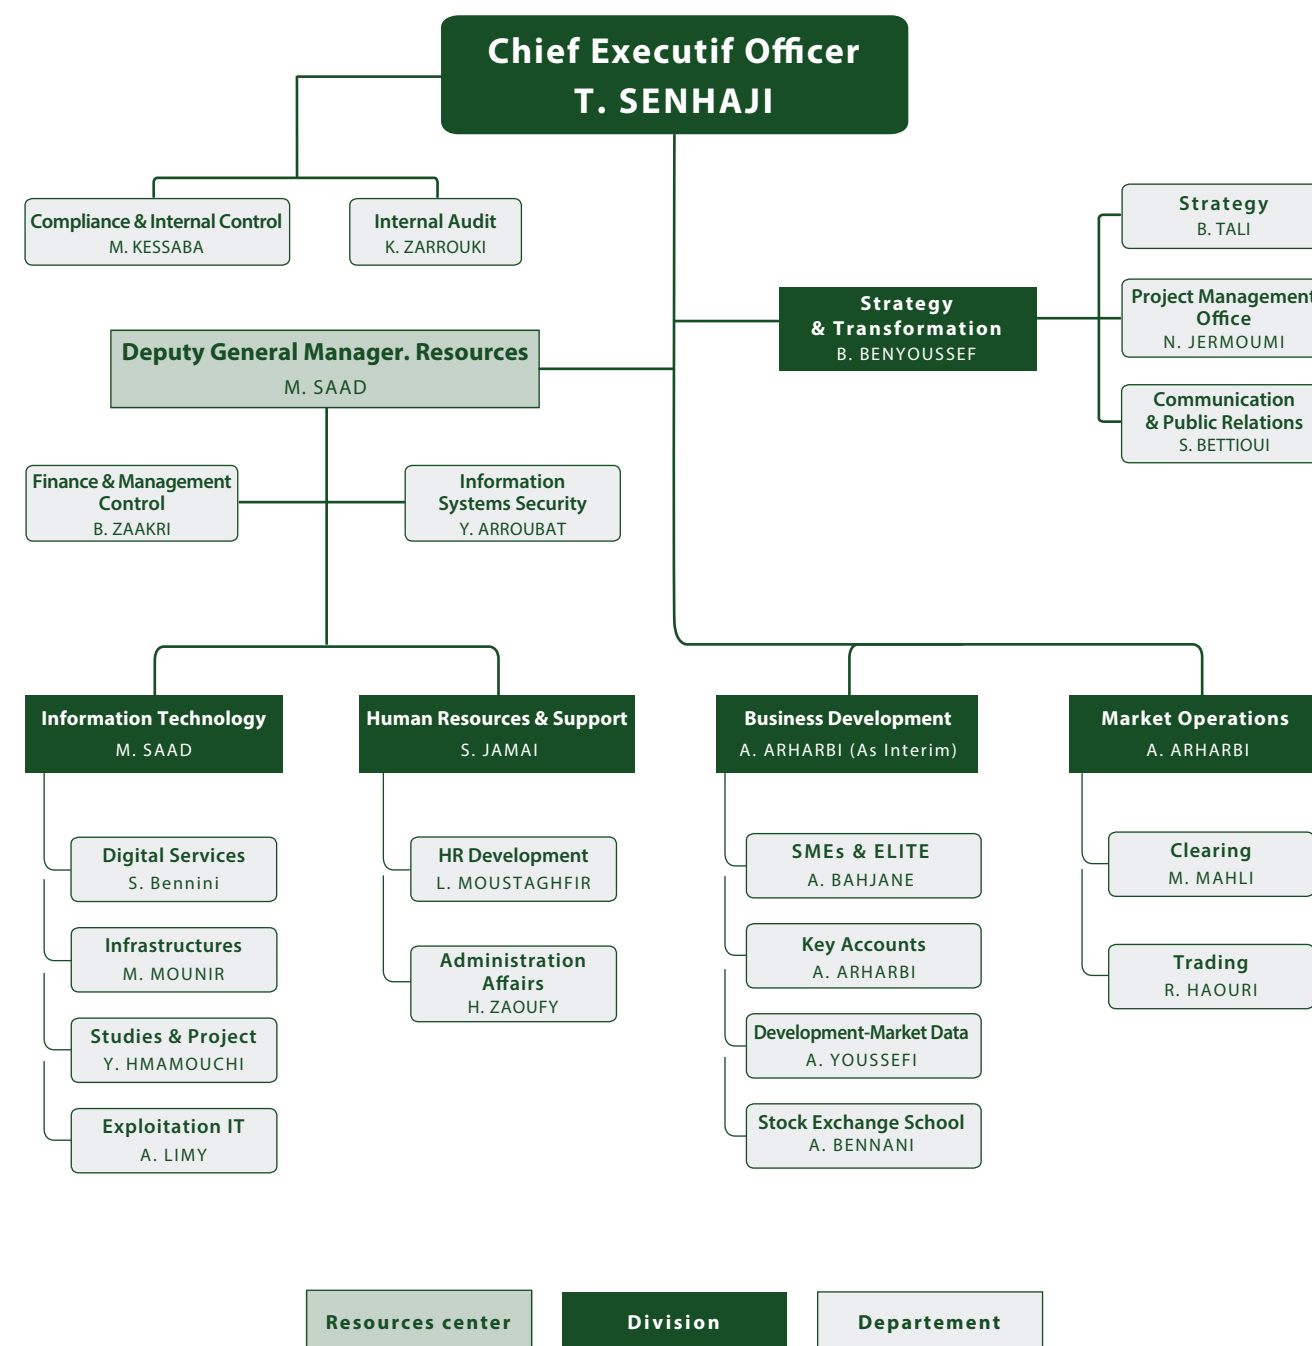 Chief Executif Officer
T. SENHAJI
Compliance & Internal Control
M. KESSABA
Internal Audit
K. ZARROUKI
Strategy
B. TALI
Project Management
Office
N. JERMOUMI
Communication
& Public Relations
S. BETTIOUI
Strategy
& Transformation
B. BENYOUSSEF
Deputy General Manager. Resources
M. SAAD
Finance & Management
Control
B. ZAAKRI
Information
Systems Security
Y. ARROUBAT
Information Technology
M. SAAD
Human Resources & Support
S. JAMAI
Business Development
A. ARHARBI (As Interim)
Market Operations
A. ARHARBI
Digital Services
S. Bennini
Infrastructures
M. MOUNIR
Studies & Project
Y. HMAMOUCHI
Exploitation IT
A. LIMY
HR Development
L. MOUSTAGHFIR
Administration
Affairs
H. ZAOUFY
SMEs & ELITE
A. BAHJANE
Key Accounts
A. ARHARBI
Development-Market Data
A. YOUSSEFI
Stock Exchange School
A. BENNANI
Clearing
M. MAHLI
Trading
R. HAOURI
Resources center
Division
Departement